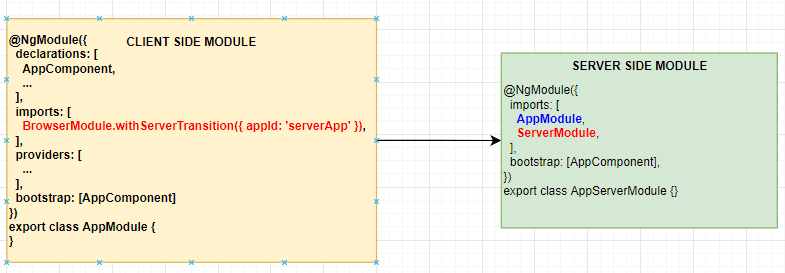 CLIENT SIDE MODULE
@NgModule({
declarations: [
AppComponent,
...
],
imports: [
BrowserModule.withServerTransition({ appId: 'serverApp' }),
],
providers: [
...
],
bootstrap: [AppComponent]
})
export class AppModule {
}
SERVER SIDE MODULE
@NgModule({
imports: [
AppModule,
ServerModule,
],
bootstrap: [AppComponent],
})
export class AppServerModule {}